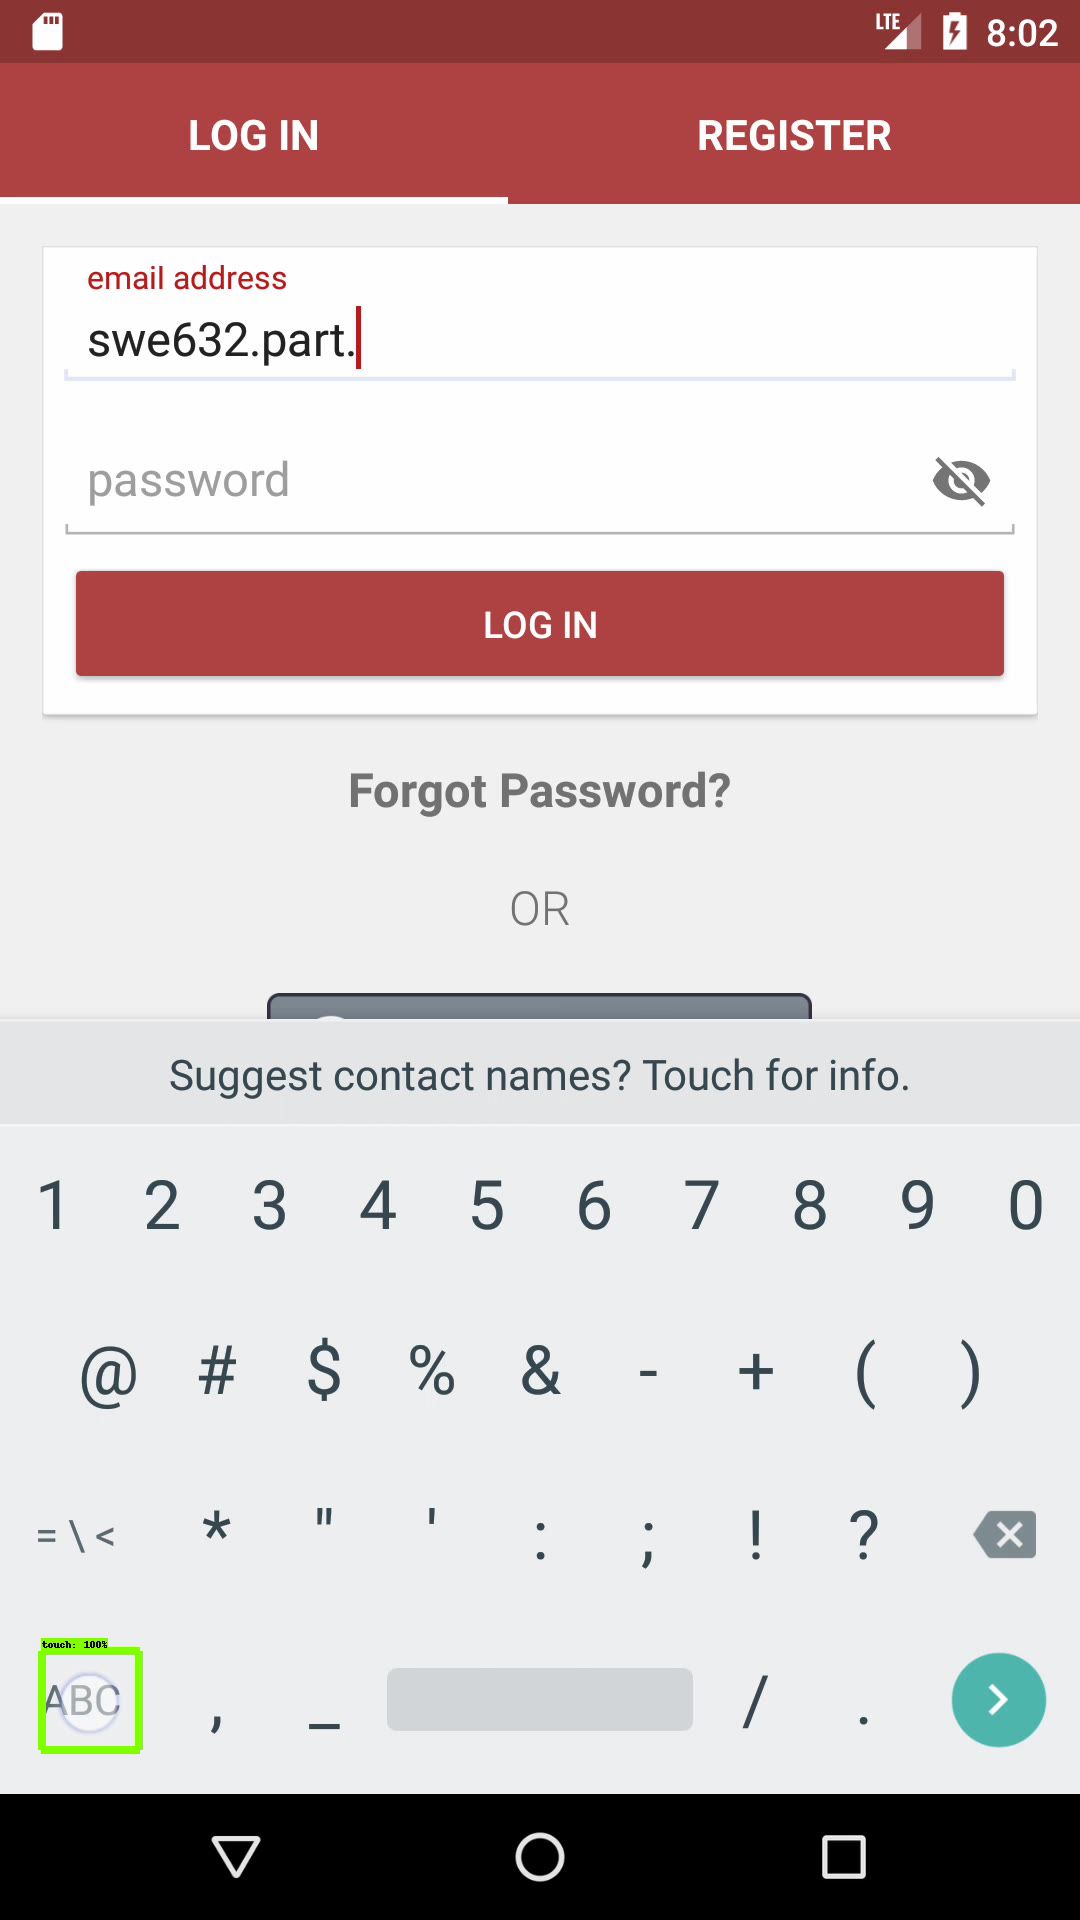 LTE 8:02
LOG IN REGISTER
email address
swe632.part.
password
LOG IN
Forgot Password?
OR
Suggest contact names? Touch for info.
1 2 3 4 5 6 7 8 9 0
@ # $ % & - + ( )
= \ < * " ' : ; ! ?
touch: 100%
ABC , _ / .